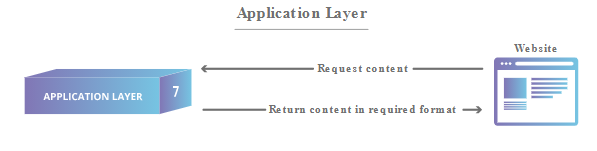 Application Layer
Website
Request content
APPLICATION LAYER 7
Return content in required format